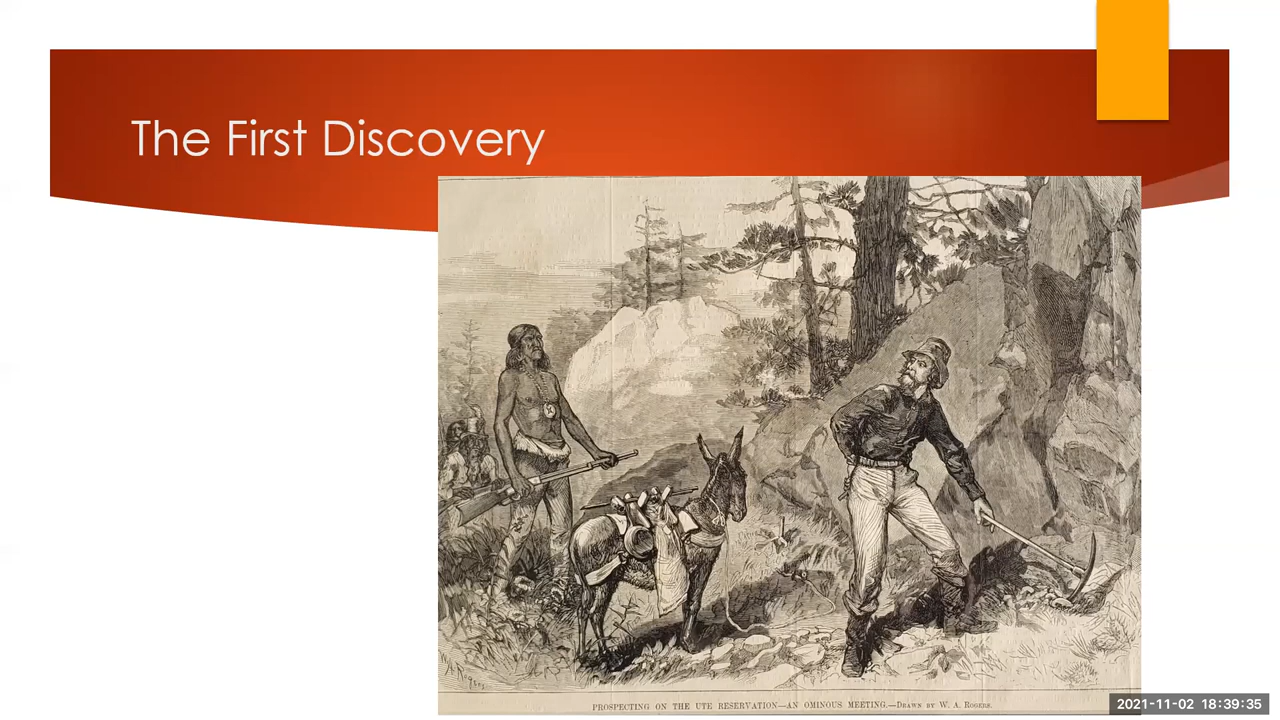 The First Discovery
PROSPECTING ON THE UTE RESERVATION—AN OMINOUS MEETING.—Drawn by W. A. Rogers.
2021-11-02 18:39:35